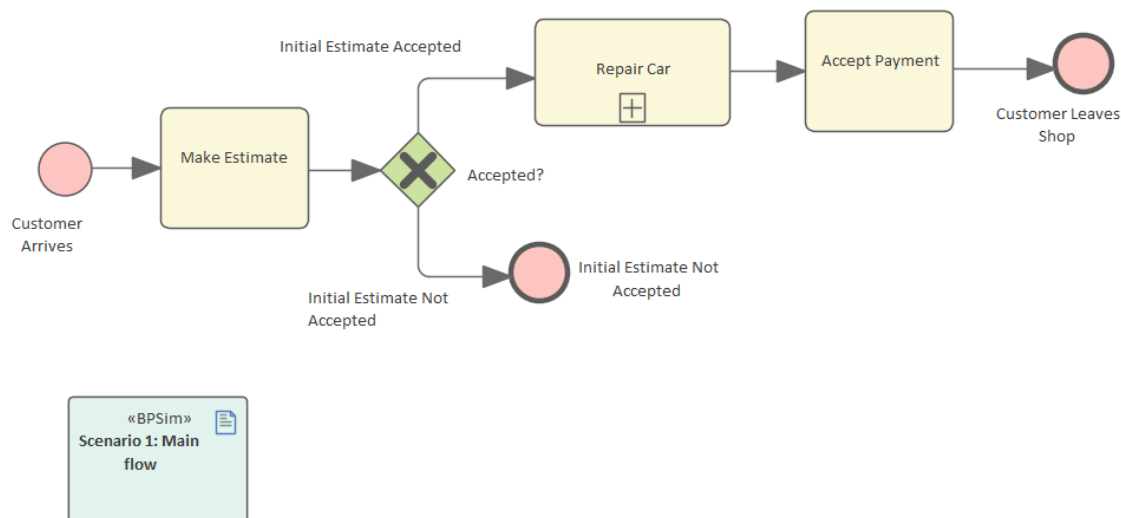 Initial Estimate Accepted
Repair Car
Accept Payment
Customer Leaves
Shop
Make Estimate
Accepted?
Customer
Arrives
Initial Estimate Not
Accepted
Initial Estimate Not
Accepted
«BPSim»
Scenario 1: Main
flow